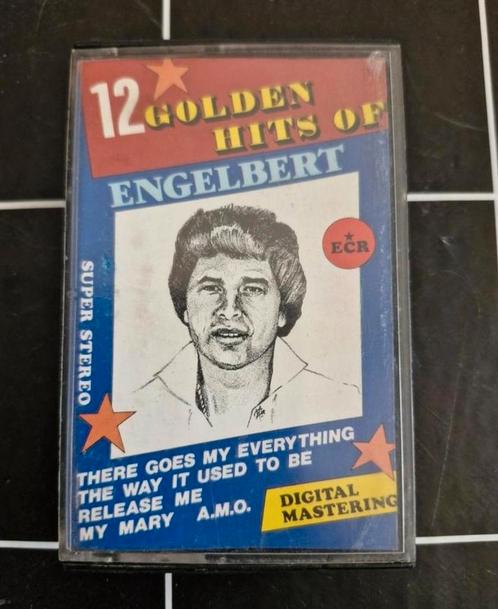 12 GOLDEN
HITS OF
ENGELBERT
ECR
SUPER STEREO
THERE GOES MY EVERYTHING
THE WAY IT USED TO BE
RELEASE ME
MY MARY A.M.O.
DIGITAL
MASTERING